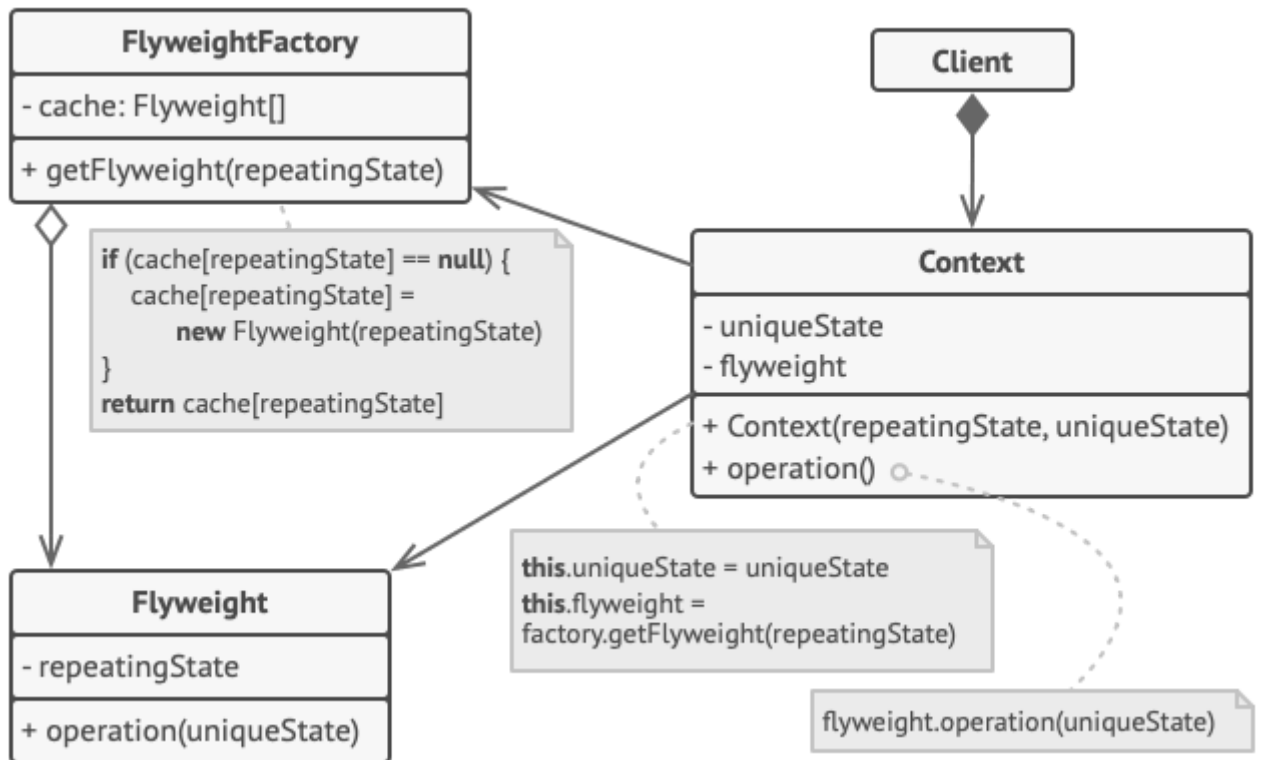 FlyweightFactory
- cache: Flyweight[]
+ getFlyweight(repeatingState)
if (cache[repeatingState] == null) {
cache[repeatingState] =
new Flyweight(repeatingState)
}
return cache[repeatingState]
Client
Context
- uniqueState
- flyweight
+ Context(repeatingState, uniqueState)
+ operation()
this.uniqueState = uniqueState
this.flyweight =
factory.getFlyweight(repeatingState)
flyweight.operation(uniqueState)
Flyweight
- repeatingState
+ operation(uniqueState)